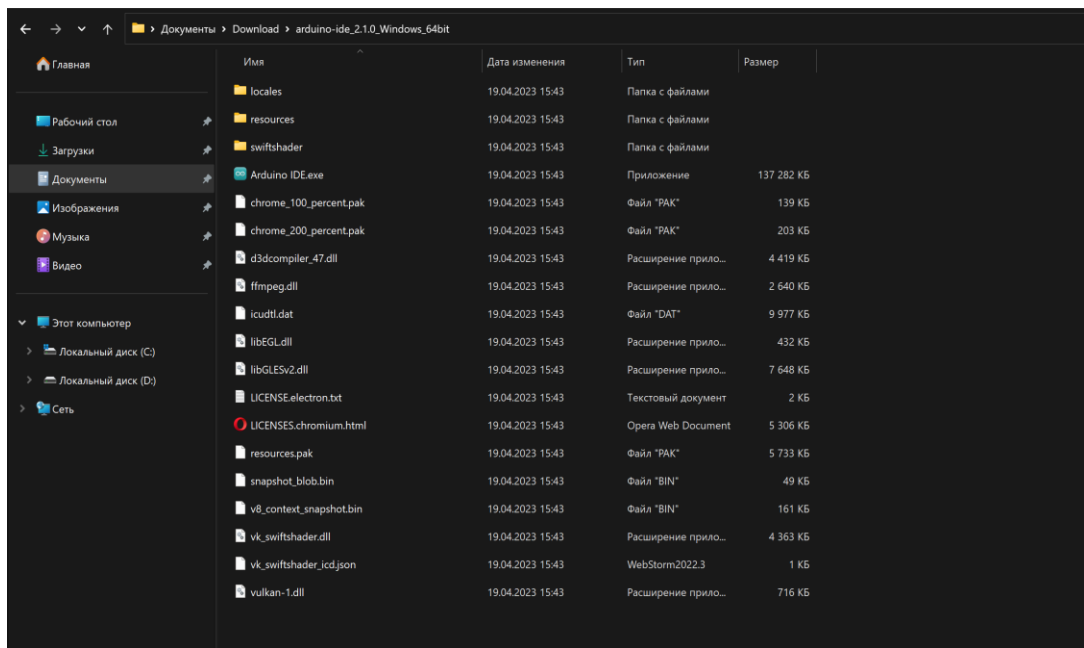 Документы > Download > arduino-ide_2.1.0_Windows_64bit
Главная
Рабочий стол
Загрузки
Документы
Изображения
Музыка
Видео
Этот компьютер
Локальный диск (C:)
Локальный диск (D:)
Сеть
Имя Дата изменения Тип Размер
locales 19.04.2023 15:43 Папка с файлами
resources 19.04.2023 15:43 Папка с файлами
swiftshader 19.04.2023 15:43 Папка с файлами
Arduino IDE.exe 19.04.2023 15:43 Приложение 137 282 КБ
chrome_100_percent.pak 19.04.2023 15:43 Файл "PAK" 139 КБ
chrome_200_percent.pak 19.04.2023 15:43 Файл "PAK" 203 КБ
d3dcompiler_47.dll 19.04.2023 15:43 Расширение прило... 4 419 КБ
ffmpeg.dll 19.04.2023 15:43 Расширение прило... 2 640 КБ
icudtl.dat 19.04.2023 15:43 Файл "DAT" 9 977 КБ
libEGL.dll 19.04.2023 15:43 Расширение прило... 432 КБ
libGLESv2.dll 19.04.2023 15:43 Расширение прило... 7 648 КБ
LICENSE.electron.txt 19.04.2023 15:43 Текстовый документ 2 КБ
LICENSES.chromium.html 19.04.2023 15:43 Opera Web Document 5 306 КБ
resources.pak 19.04.2023 15:43 Файл "PAK" 5 733 КБ
snapshot_blob.bin 19.04.2023 15:43 Файл "BIN" 49 КБ
v8_context_snapshot.bin 19.04.2023 15:43 Файл "BIN" 161 КБ
vk_swiftshader.dll 19.04.2023 15:43 Расширение прило... 4 363 КБ
vk_swiftshader_icd.json 19.04.2023 15:43 WebStorm2022.3 1 КБ
vulkan-1.dll 19.04.2023 15:43 Расширение прило... 716 КБ